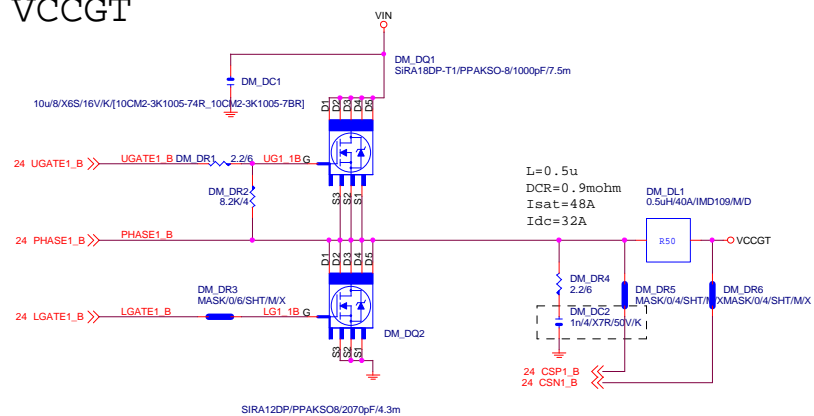 VCCGT
VIN
DM_DQ1
SiRA18DP-T1/PPAKSO-8/1000pF/7.5m
DM_DC1
10u/8/X6S/16V/K/[10CM2-3K1005-74R_10CM2-3K1005-7BR]
D1 D2 D3 D4 D5
24 UGATE1_B UGATE1_B DM_DR1 2.2/6 UG1_1B G
DM_DR2
8.2K/4
S3 S2 S1
L=0.5u
DCR=0.9mohm
Isat=48A
Idc=32A
DM_DL1
0.5uH/40A/IMD109/M/D
24 PHASE1_B PHASE1_B
R50
VCCGT
D1 D2 D3 D4 D5
DM_DR3
MASK/0/6/SHT/M/X
DM_DR4
2.2/6
DM_DR5
MASK/0/4/SHT/M/X
DM_DR6
MASK/0/4/SHT/M/X
24 LGATE1_B LGATE1_B LG1_1B G
DM_DC2
1n/4/X7R/50V/K
DM_DQ2
S3 S2 S1
24 CSP1_B
24 CSN1_B
SIRA12DP/PPAKSO8/2070pF/4.3m